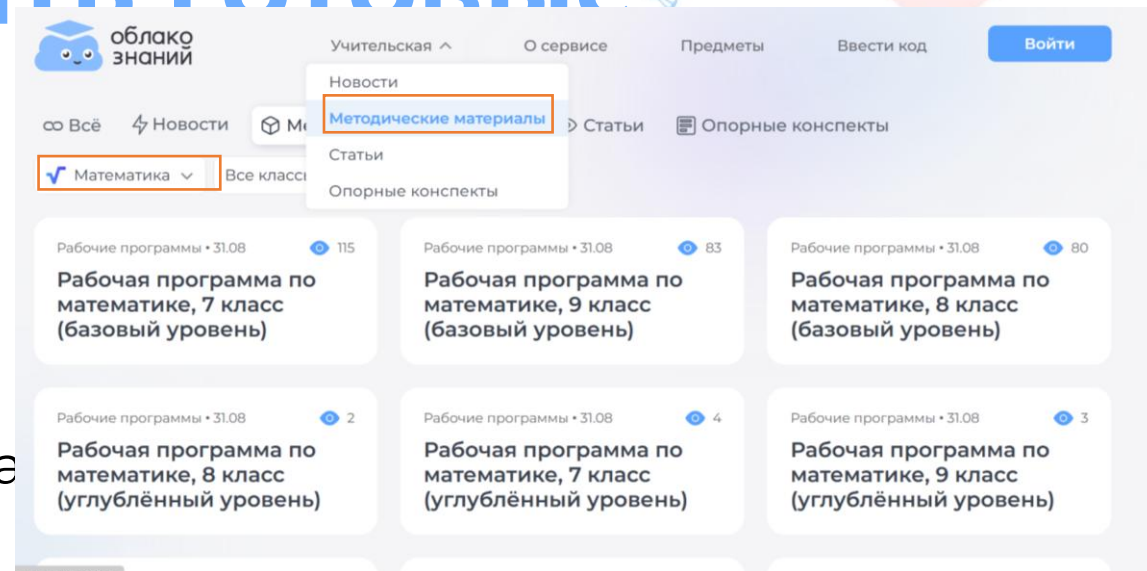 облако
знаний
Учительская
О сервисе
Предметы
Ввести код
Войти
Новости
Методические материалы
Статьи
Опорные конспекты
Всё
Новости
Статьи
Опорные конспекты
Математика
Рабочие программы • 31.08
115
Рабочая программа по
математике, 7 класс
(базовый уровень)
Рабочие программы • 31.08
83
Рабочая программа по
математике, 9 класс
(базовый уровень)
Рабочие программы • 31.08
80
Рабочая программа по
математике, 8 класс
(базовый уровень)
Рабочие программы • 31.08
2
Рабочая программа по
математике, 8 класс
(углублённый уровень)
Рабочие программы • 31.08
4
Рабочая программа по
математике, 7 класс
(углублённый уровень)
Рабочие программы • 31.08
3
Рабочая программа по
математике, 9 класс
(углублённый уровень)